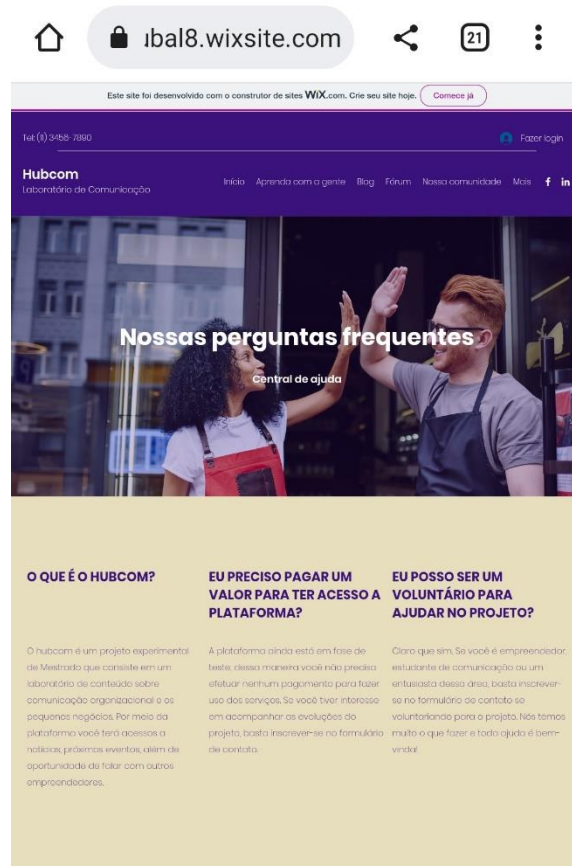 ıbal8.wixsite.com
21
Este site foi desenvolvido com o construtor de sites WiX.com. Crie seu site hoje. Comece já
Tel: (11) 3456-7890
Fazer login
Hubcom
Laboratório de Comunicação
Início Aprenda com a gente Blog Fórum Nossa comunidade Mais f in
Nossas perguntas frequentes
Central de ajuda
O QUE É O HUBCOM?
O hubcom é um projeto experimental
de Mestrado que consiste em um
laboratório de conteúdo sobre
comunicação organizacional e os
pequenos negócios. Por meio da
plataforma você terá acessos a
notícias, próximos eventos, além de
oportunidade de falar com outros
empreendedores.
EU PRECISO PAGAR UM
VALOR PARA TER ACESSO A
PLATAFORMA?
A plataforma ainda está em fase de
teste, dessa maneira você não precisa
efetuar nenhum pagamento para fazer
uso dos serviços. Se você tiver interesse
em acompanhar as evoluções do
projeto, basta inscrever-se no formulário
de contato.
EU POSSO SER UM
VOLUNTÁRIO PARA
AJUDAR NO PROJETO?
Claro que sim. Se você é empreendedor,
estudante de comunicação ou um
entusiasta dessa área, basta inscrever-
se no formulário de contato se
voluntariando para o projeto. Nós temos
muito o que fazer e toda ajuda é bem-
vinda!